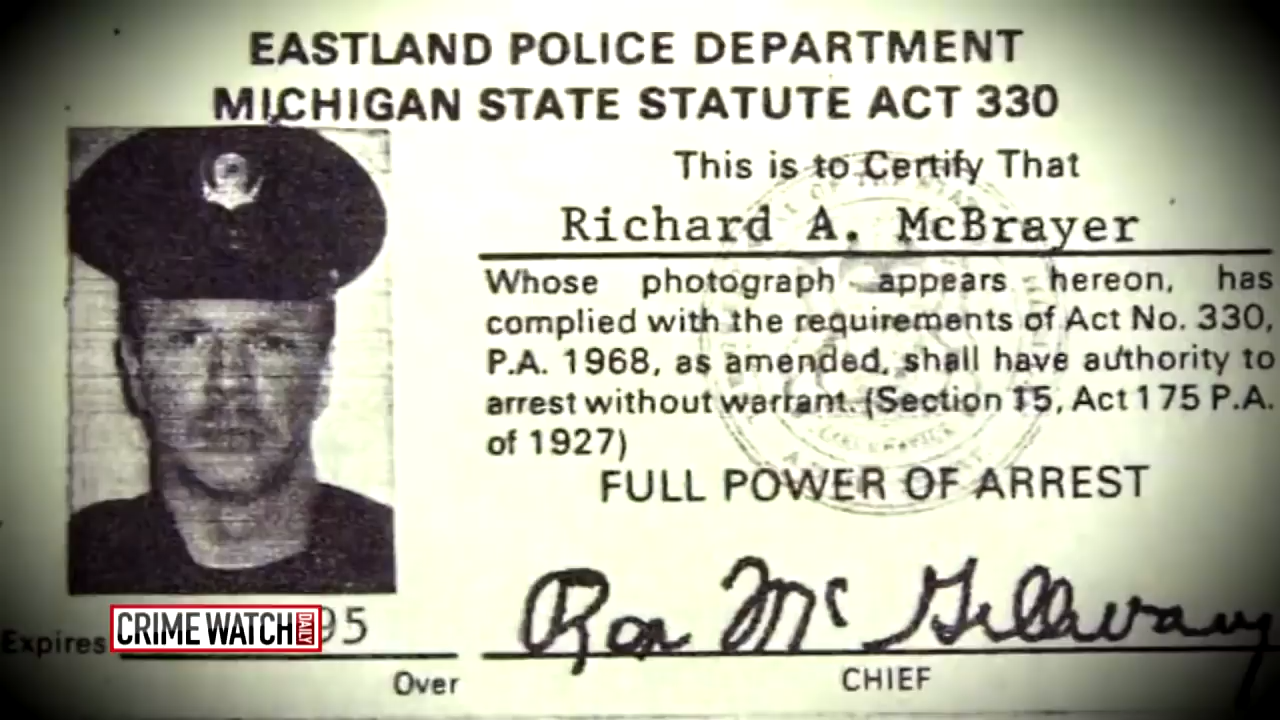 EASTLAND POLICE DEPARTMENT
MICHIGAN STATE STATUTE ACT 330
This is to Certify That
Richard A. McBrayer
Whose photograph appears hereon, has
complied with the requirements of Act No. 330,
P.A. 1968, as amended, shall have authority to
arrest without warrant. (Section 15, Act 175 P.A.
of 1927)
FULL POWER OF ARREST
Ron McGillavary
Expires 95
CRIME WATCH DAILY
Over
CHIEF